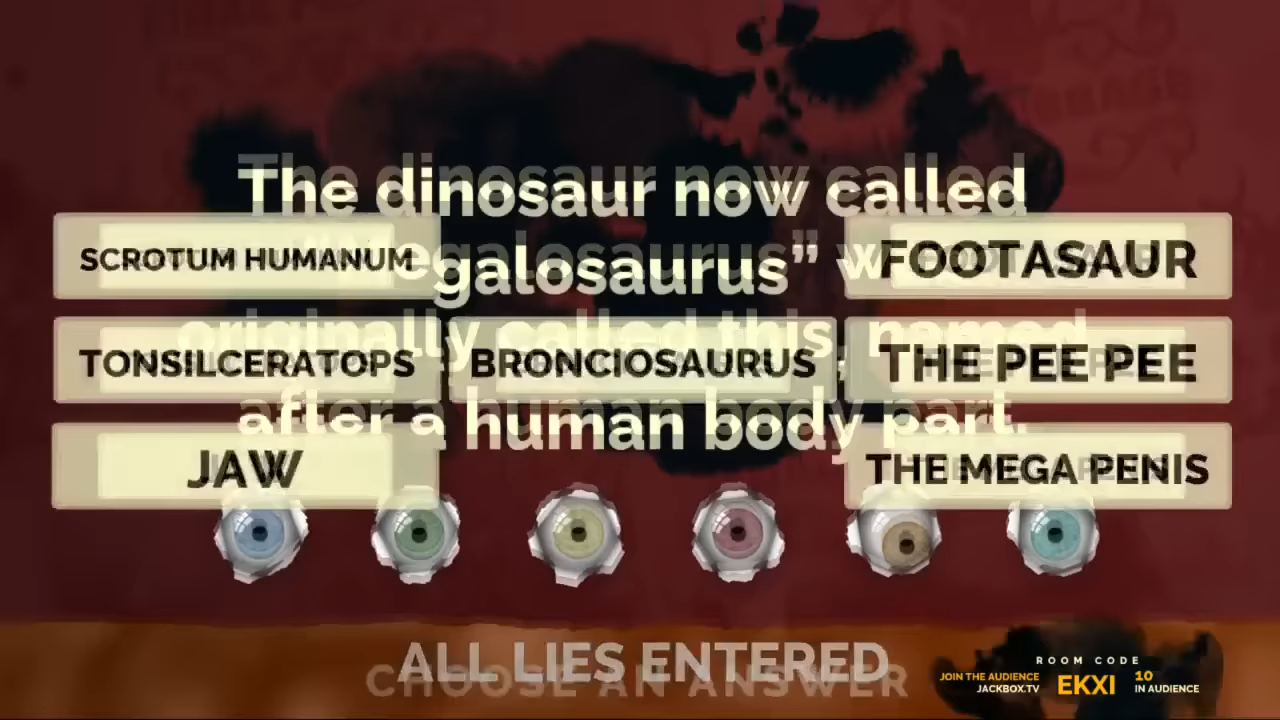 The dinosaur now called
egalosaurus” w
originally called this, named
after a human body part.
SCROTUM HUMANUM
FOOTASAUR
TONSILCERATOPS
BRONCIOSAURUS
THE PEE PEE
JAW
THE MEGA PENIS
ALL LIES ENTERED
CHOOSE AN ANSWER
ROOM CODE
JOIN THE AUDIENCE
JACKBOX.TV
EKXI
10
IN AUDIENCE